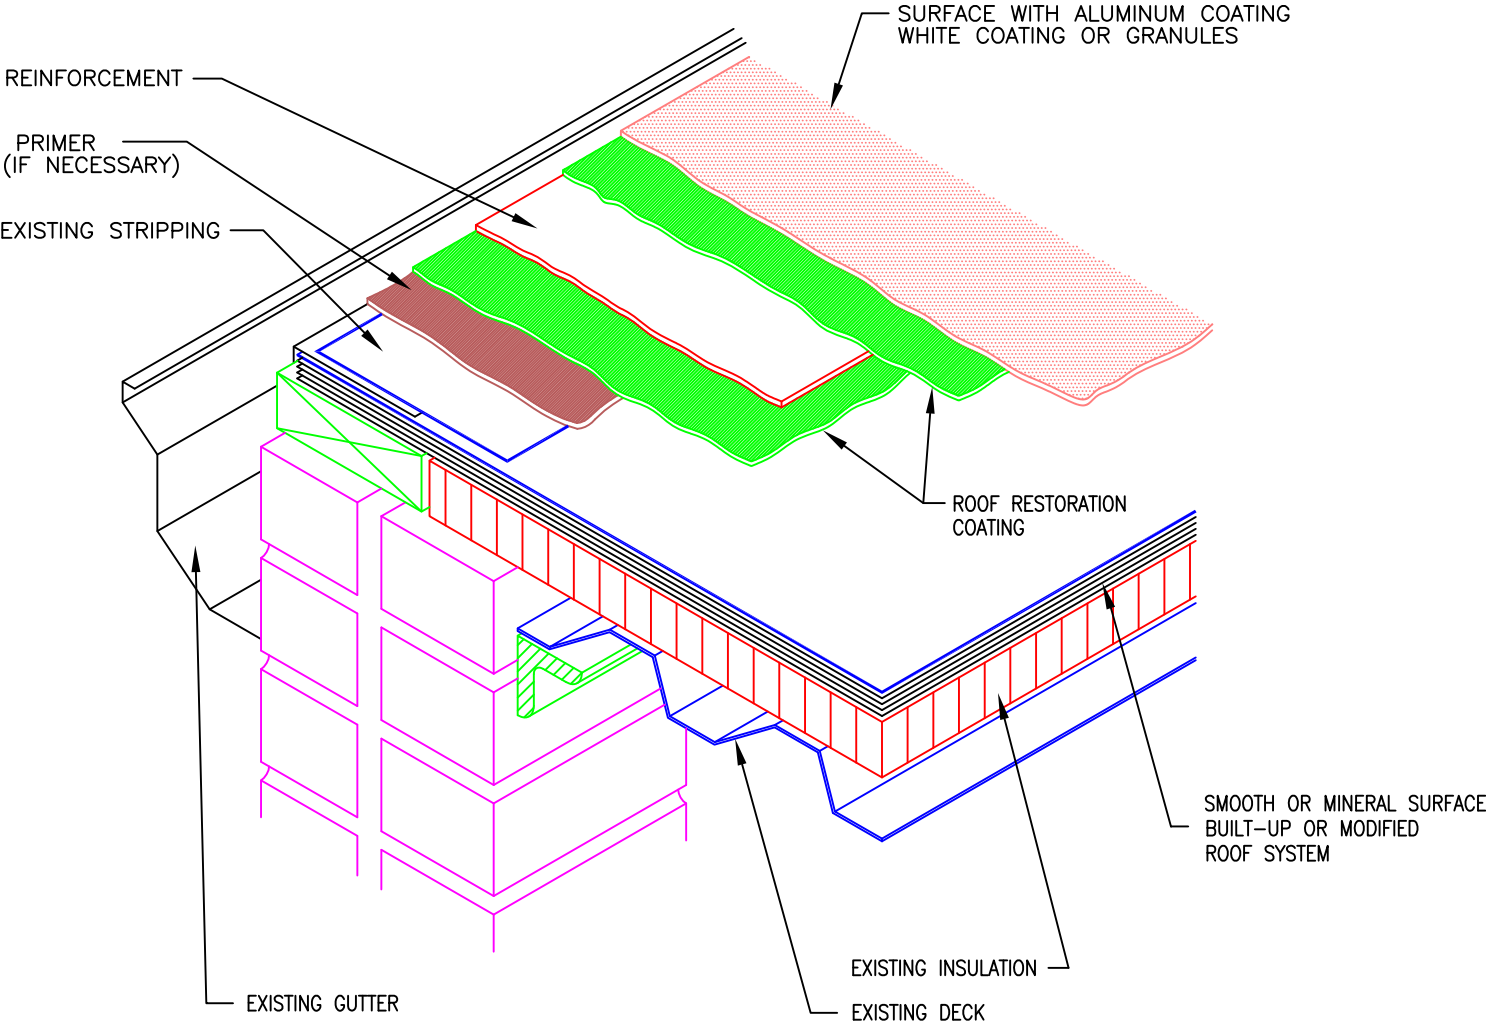 SURFACE WITH ALUMINUM COATING
WHITE COATING OR GRANULES
REINFORCEMENT
PRIMER
(IF NECESSARY)
EXISTING STRIPPING
ROOF RESTORATION
COATING
SMOOTH OR MINERAL SURFACE
BUILT-UP OR MODIFIED
ROOF SYSTEM
EXISTING INSULATION
EXISTING GUTTER
EXISTING DECK